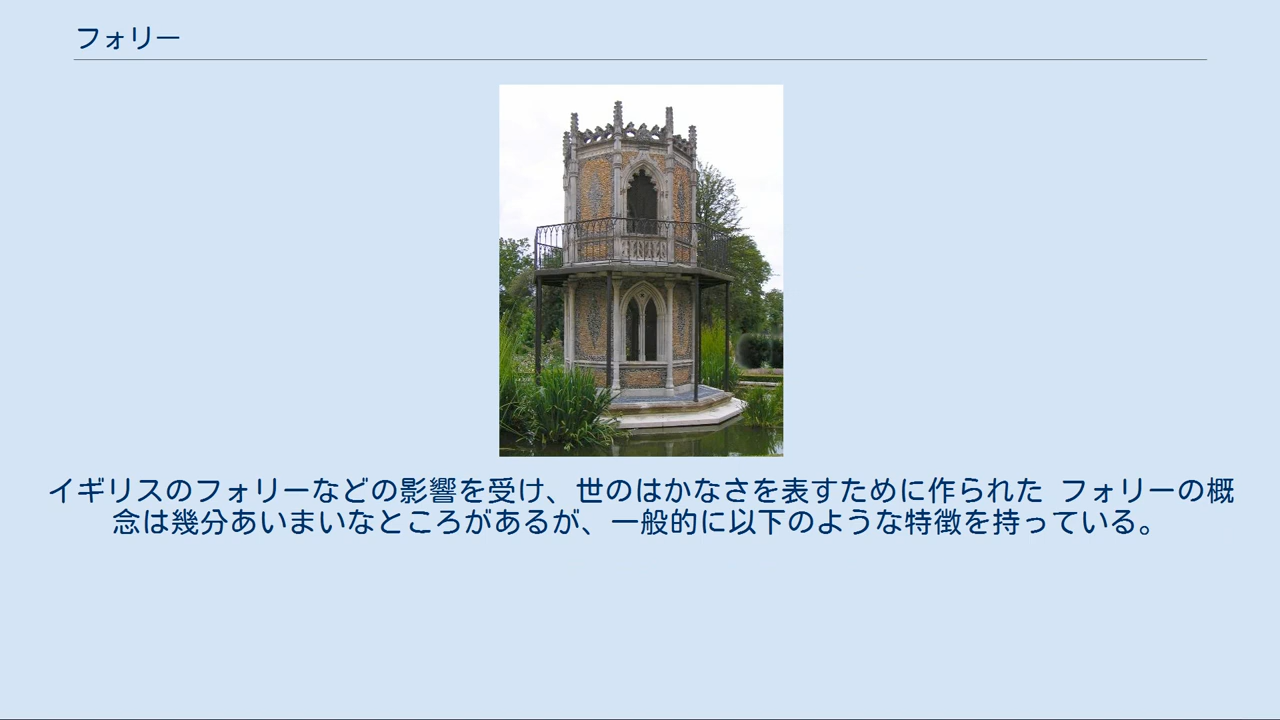 フォリー
イギリスのフォリーなどの影響を受け、世のはかなさを表すために作られた フォリーの概
念は幾分あいまいなところがあるが、一般的に以下のような特徴を持っている。